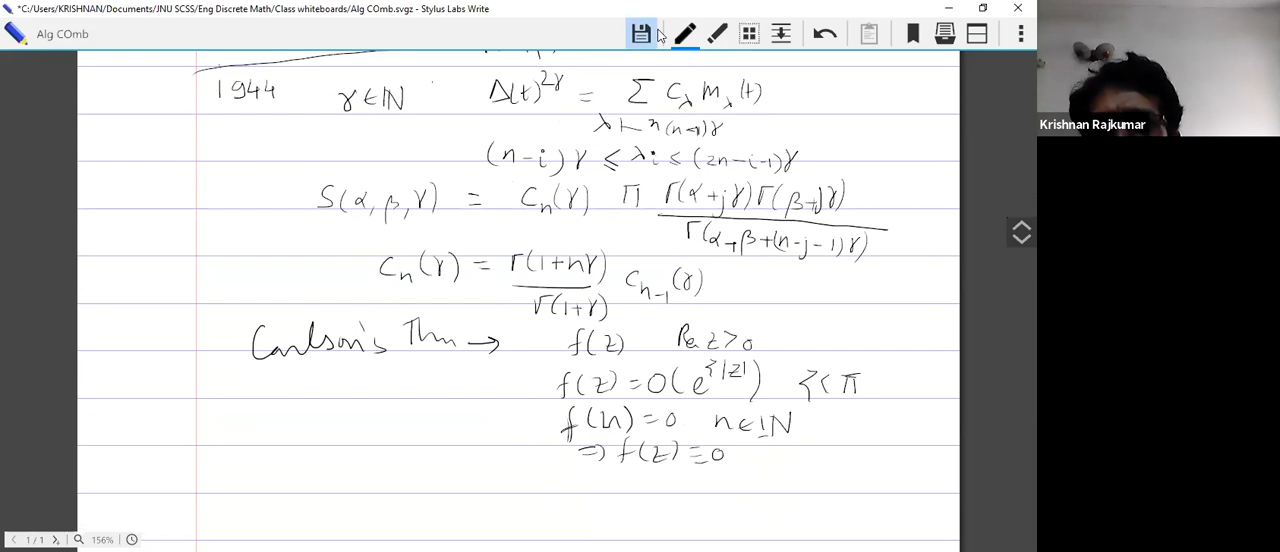 *C:/Users/KRISHNAN/Documents/JNU SCSS/Eng Discrete Math/Class whiteboards/Alg COmb.svgz - Stylus Labs Write
Alg COmb
Krishnan Rajkumar
1944 γ ∈ ℕ Δ(t)^{2γ} = Σ c_λ m_λ(t)
λ ⊢ n(n-1)γ
(n-i)γ ≤ λi ≤ (2n-i-1)γ
S(α, β, γ) = C_n(γ) Π Γ(α+jγ)Γ(β+jγ)
Γ(α+β+(n-j-1)γ)
C_n(γ) = Γ(1+nγ) C_{n-1}(γ)
Γ(1+γ)
Carlson's Thm → f(z) Re z > 0
f(z) = O(e^{ξ|z|}) ξ < π
f(n) = 0 n ∈ ℕ
⇒ f(z) ≡ 0
1 / 1
156%